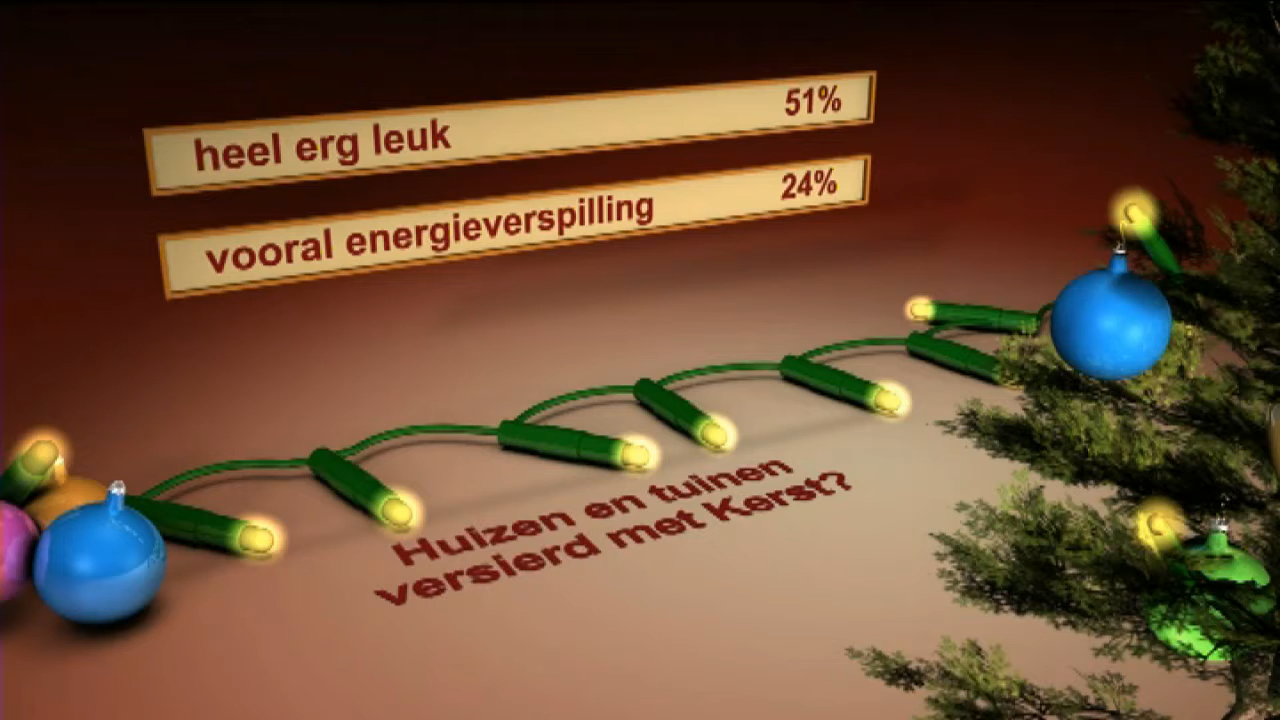 heel erg leuk 51%
vooral energieverspilling 24%
Huizen en tuinen
versierd met Kerst?